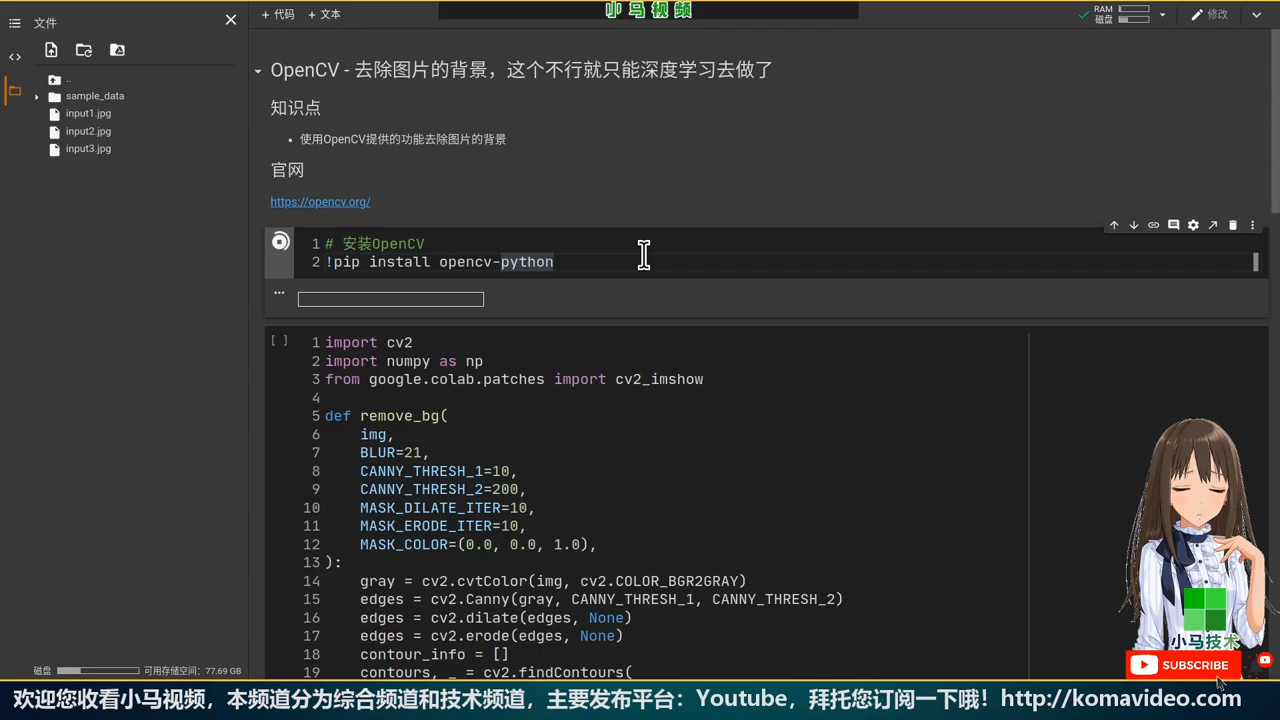 小马视频
文件
+ 代码 + 文本
RAM
磁盘
修改
..
sample_data
input1.jpg
input2.jpg
input3.jpg
OpenCV - 去除图片的背景，这个不行就只能深度学习去做了
知识点
使用OpenCV提供的功能去除图片的背景
官网
https://opencv.org/
1 # 安装OpenCV
2 !pip install opencv-python
[ ]
1 import cv2
2 import numpy as np
3 from google.colab.patches import cv2_imshow
4
5 def remove_bg(
6 img,
7 BLUR=21,
8 CANNY_THRESH_1=10,
9 CANNY_THRESH_2=200,
10 MASK_DILATE_ITER=10,
11 MASK_ERODE_ITER=10,
12 MASK_COLOR=(0.0, 0.0, 1.0),
13 ):
14 gray = cv2.cvtColor(img, cv2.COLOR_BGR2GRAY)
15 edges = cv2.Canny(gray, CANNY_THRESH_1, CANNY_THRESH_2)
16 edges = cv2.dilate(edges, None)
17 edges = cv2.erode(edges, None)
18 contour_info = []
19 contours, _ = cv2.findContours(
小马技术
SUBSCRIBE
磁盘 可用存储空间：77.69 GB
欢迎您收看小马视频，本频道分为综合频道和技术频道，主要发布平台：Youtube，拜托您订阅一下哦！http://komavideo.com